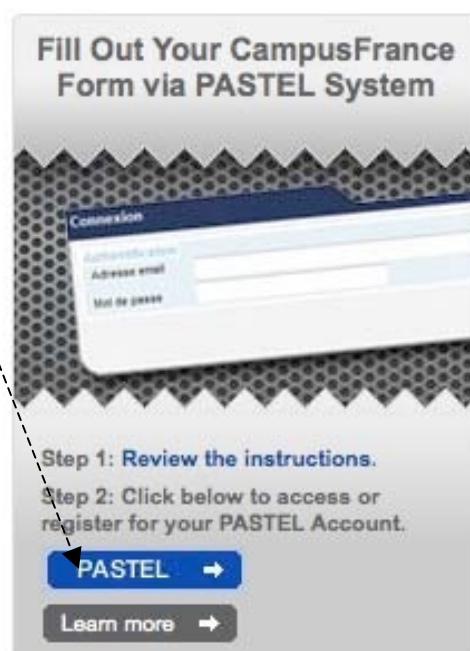 Fill Out Your CampusFrance
Form via PASTEL System
Connexion
Adresse email
Mot de passe
Step 1: Review the instructions.
Step 2: Click below to access or
register for your PASTEL Account.
PASTEL
Learn more